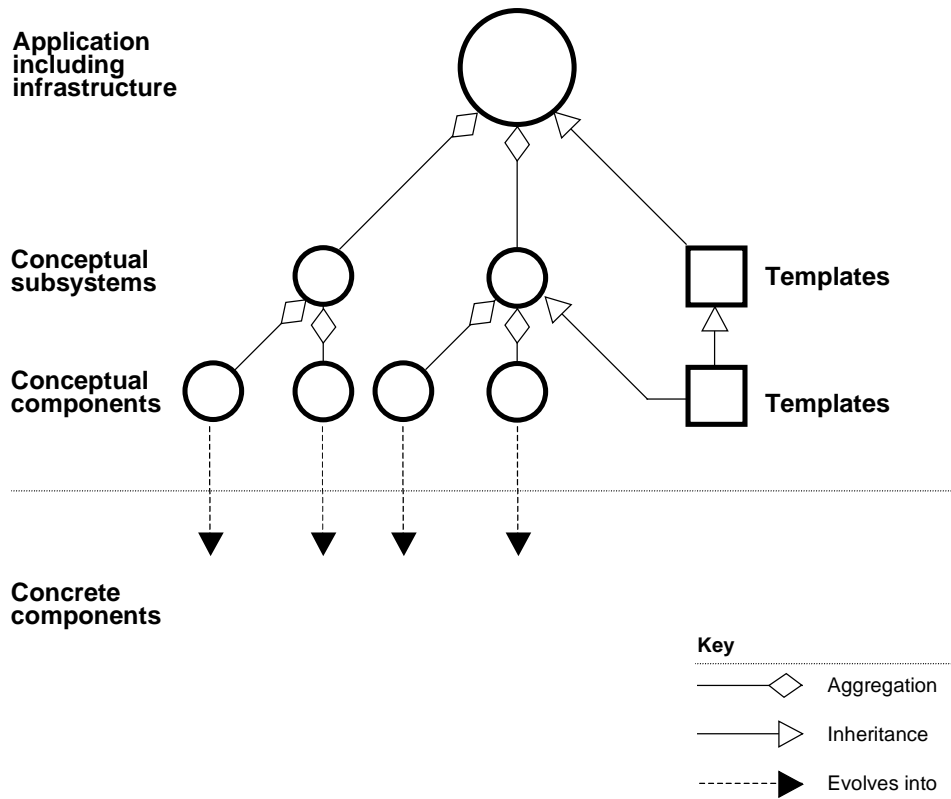 Application
including
infrastructure
Conceptual
subsystems
Templates
Conceptual
components
Templates
Concrete
components
Key
Aggregation
Inheritance
Evolves into